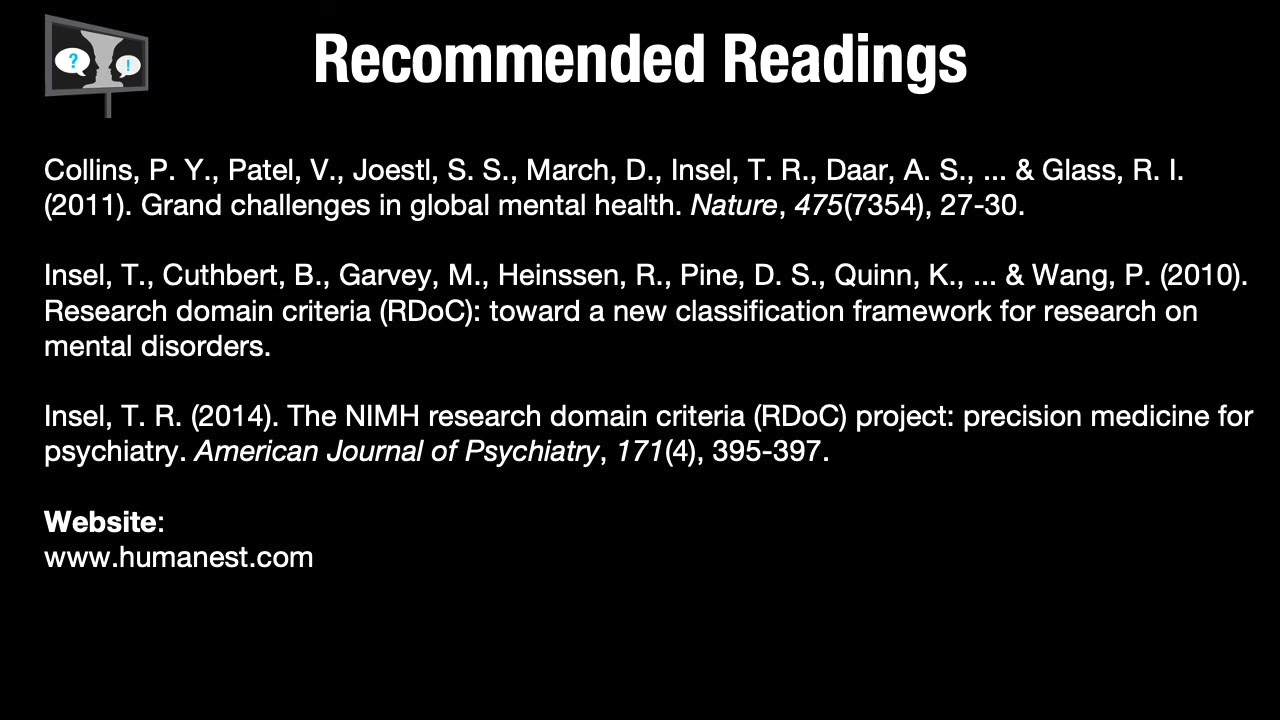 ? !
Recommended Readings
Collins, P. Y., Patel, V., Joestl, S. S., March, D., Insel, T. R., Daar, A. S., ... & Glass, R. I.
(2011). Grand challenges in global mental health. Nature, 475(7354), 27-30.
Insel, T., Cuthbert, B., Garvey, M., Heinssen, R., Pine, D. S., Quinn, K., ... & Wang, P. (2010).
Research domain criteria (RDoC): toward a new classification framework for research on
mental disorders.
Insel, T. R. (2014). The NIMH research domain criteria (RDoC) project: precision medicine for
psychiatry. American Journal of Psychiatry, 171(4), 395-397.
Website:
www.humanest.com